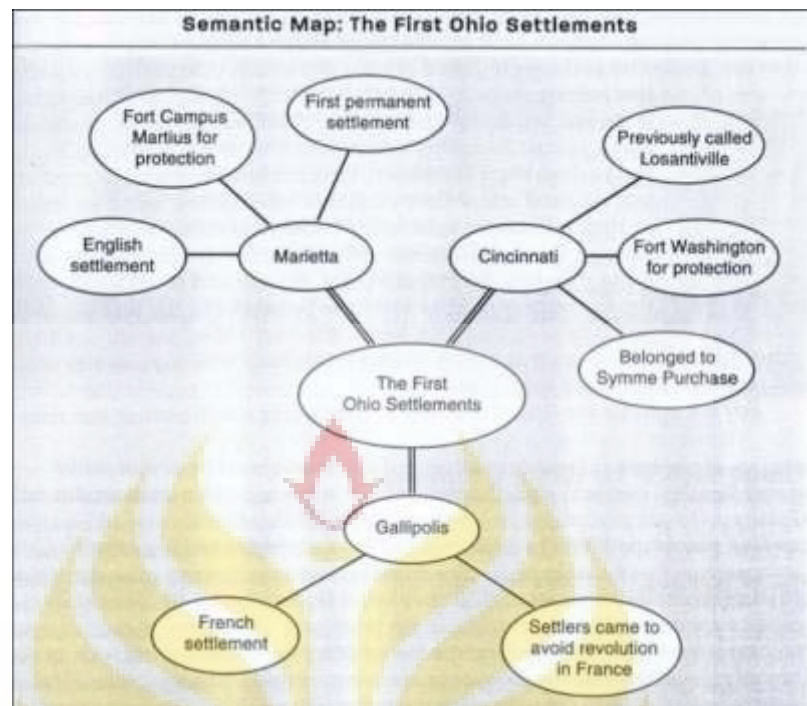 Semantic Map: The First Ohio Settlements
Fort Campus
Martius for
protection
First permanent
settlement
Previously called
Losantiville
English
settlement
Marietta
Cincinnati
Fort Washington
for protection
Belonged to
Symme Purchase
The First
Ohio Settlements
Gallipolis
French
settlement
Settlers came to
avoid revolution
in France